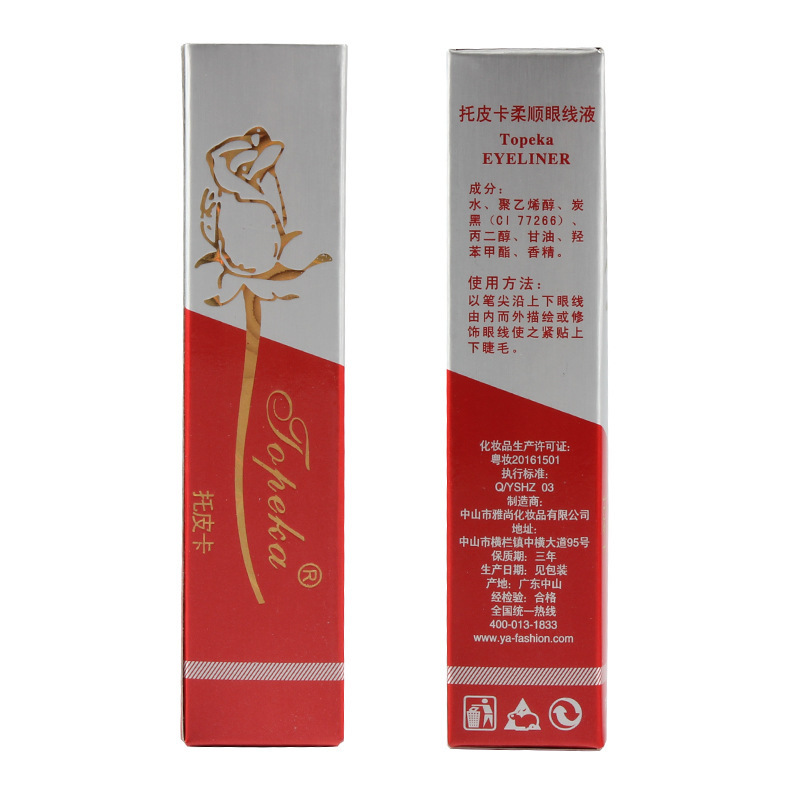 Topeka®
托皮卡
托皮卡柔顺眼线液
Topeka
EYELINER
成分:
水、聚乙烯醇、炭
黑(CI 77266)、
丙二醇、甘油、羟
苯甲酯、香精。
使用方法:
以笔尖沿上下眼线
由内而外描绘或修
饰眼线使之紧贴上
下睫毛。
化妆品生产许可证:
粤妆20161501
执行标准:
Q/YSHZ 03
制造商:
中山市雅尚化妆品有限公司
地址:
中山市横栏镇中横大道95号
保质期: 三年
生产日期: 见包装
产地: 广东中山
经检验: 合格
全国统一热线
400-013-1833
www.ya-fashion.com